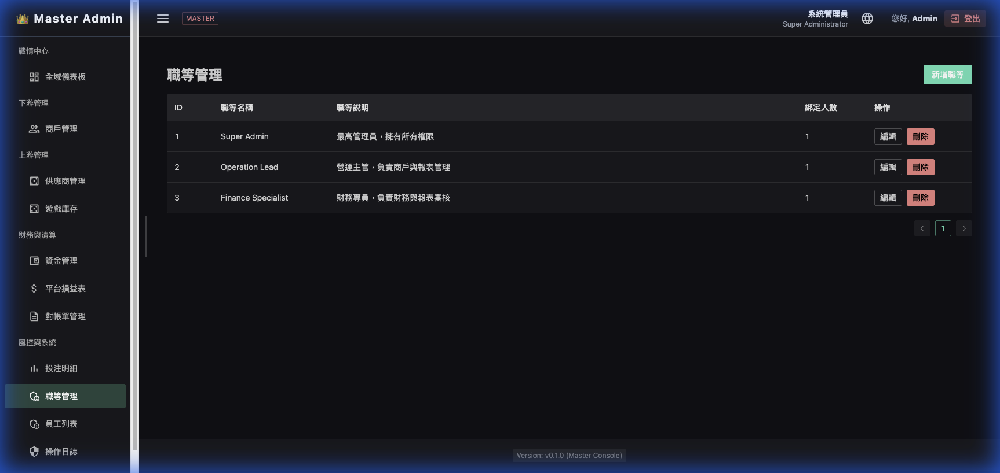 👑 Master Admin
戰情中心
全域儀表板
下游管理
商戶管理
上游管理
供應商管理
遊戲庫存
財務與清算
資金管理
平台損益表
對帳單管理
風控與系統
投注明細
職等管理
員工列表
操作日誌
MASTER
系統管理員
Super Administrator
您好, Admin
登出
職等管理
新增職等
ID 職等名稱 職等說明 綁定人數 操作
1 Super Admin 最高管理員，擁有所有權限 1 編輯 刪除
2 Operation Lead 營運主管，負責商戶與報表管理 1 編輯 刪除
3 Finance Specialist 財務專員，負責財務與報表審核 1 編輯 刪除
1
Version: v0.1.0 (Master Console)